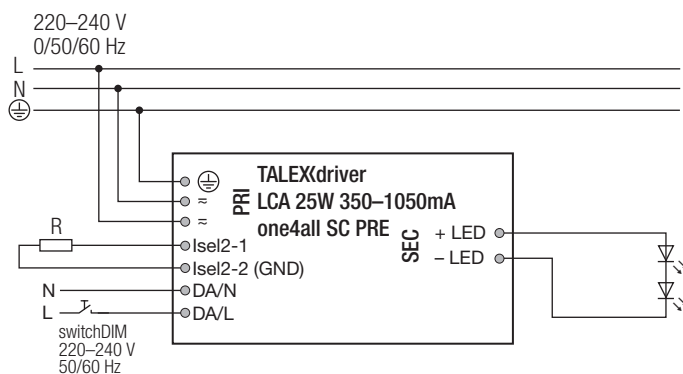 220–240 V
0/50/60 Hz
L
N
TALEXXdriver
LCA 25W 350–1050mA
one4all SC PRE
PRI
≂
≂
R
Isel2-1
Isel2-2 (GND)
N
DA/N
L
DA/L
switchDIM
220–240 V
50/60 Hz
SEC
+ LED
– LED